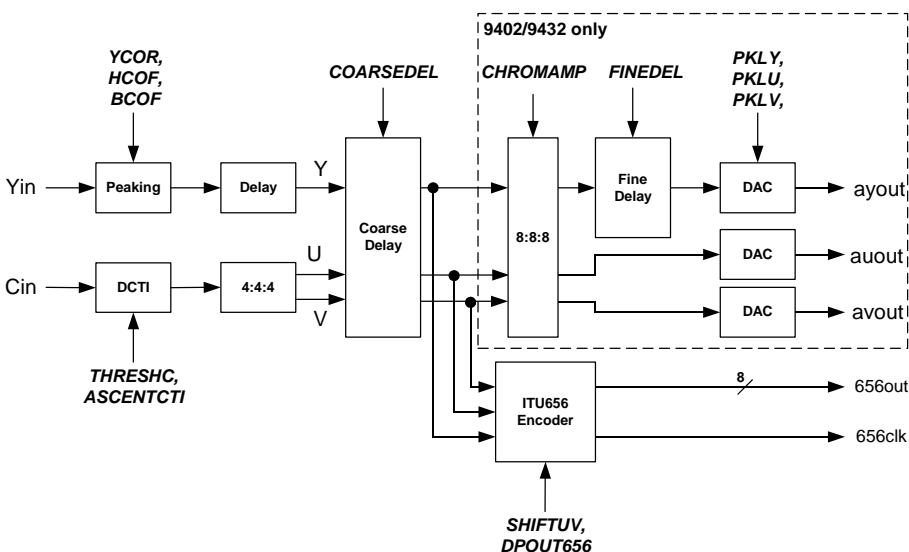 9402/9432 only
YCOR,
HCOF,
BCOF
COARSEDEL
CHROMAMP
FINEDEL
PKLY,
PKLU,
PKLV,
Yin
Peaking
Delay
Y
Coarse
Delay
8:8:8
Fine
Delay
DAC
ayout
Cin
DCTI
4:4:4
U
V
DAC
auout
DAC
avout
THRESHC,
ASCENTCTI
ITU656
Encoder
8
656out
656clk
SHIFTUV,
DPOUT656